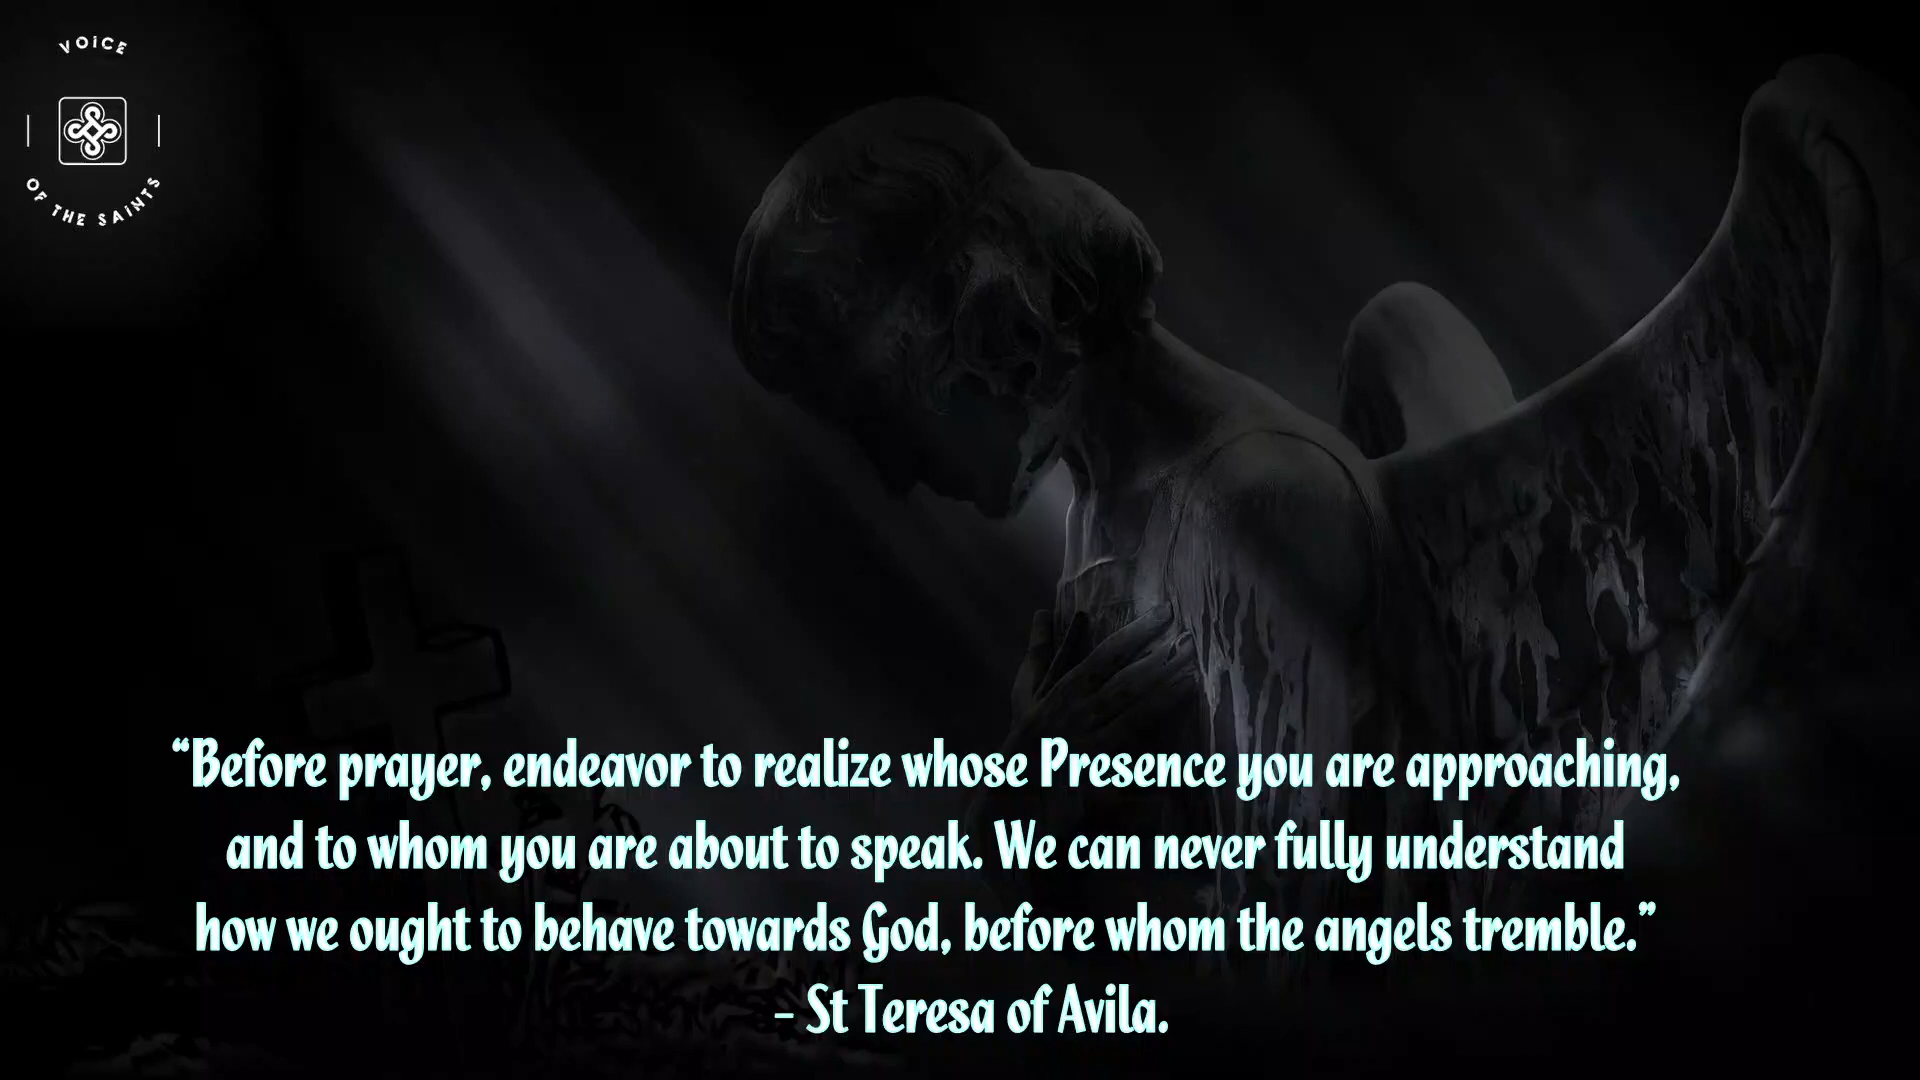 VOiCE
OF THE SAiNTS
“Before prayer, endeavor to realize whose Presence you are approaching,
and to whom you are about to speak. We can never fully understand
how we ought to behave towards God, before whom the angels tremble.”
– St Teresa of Avila.